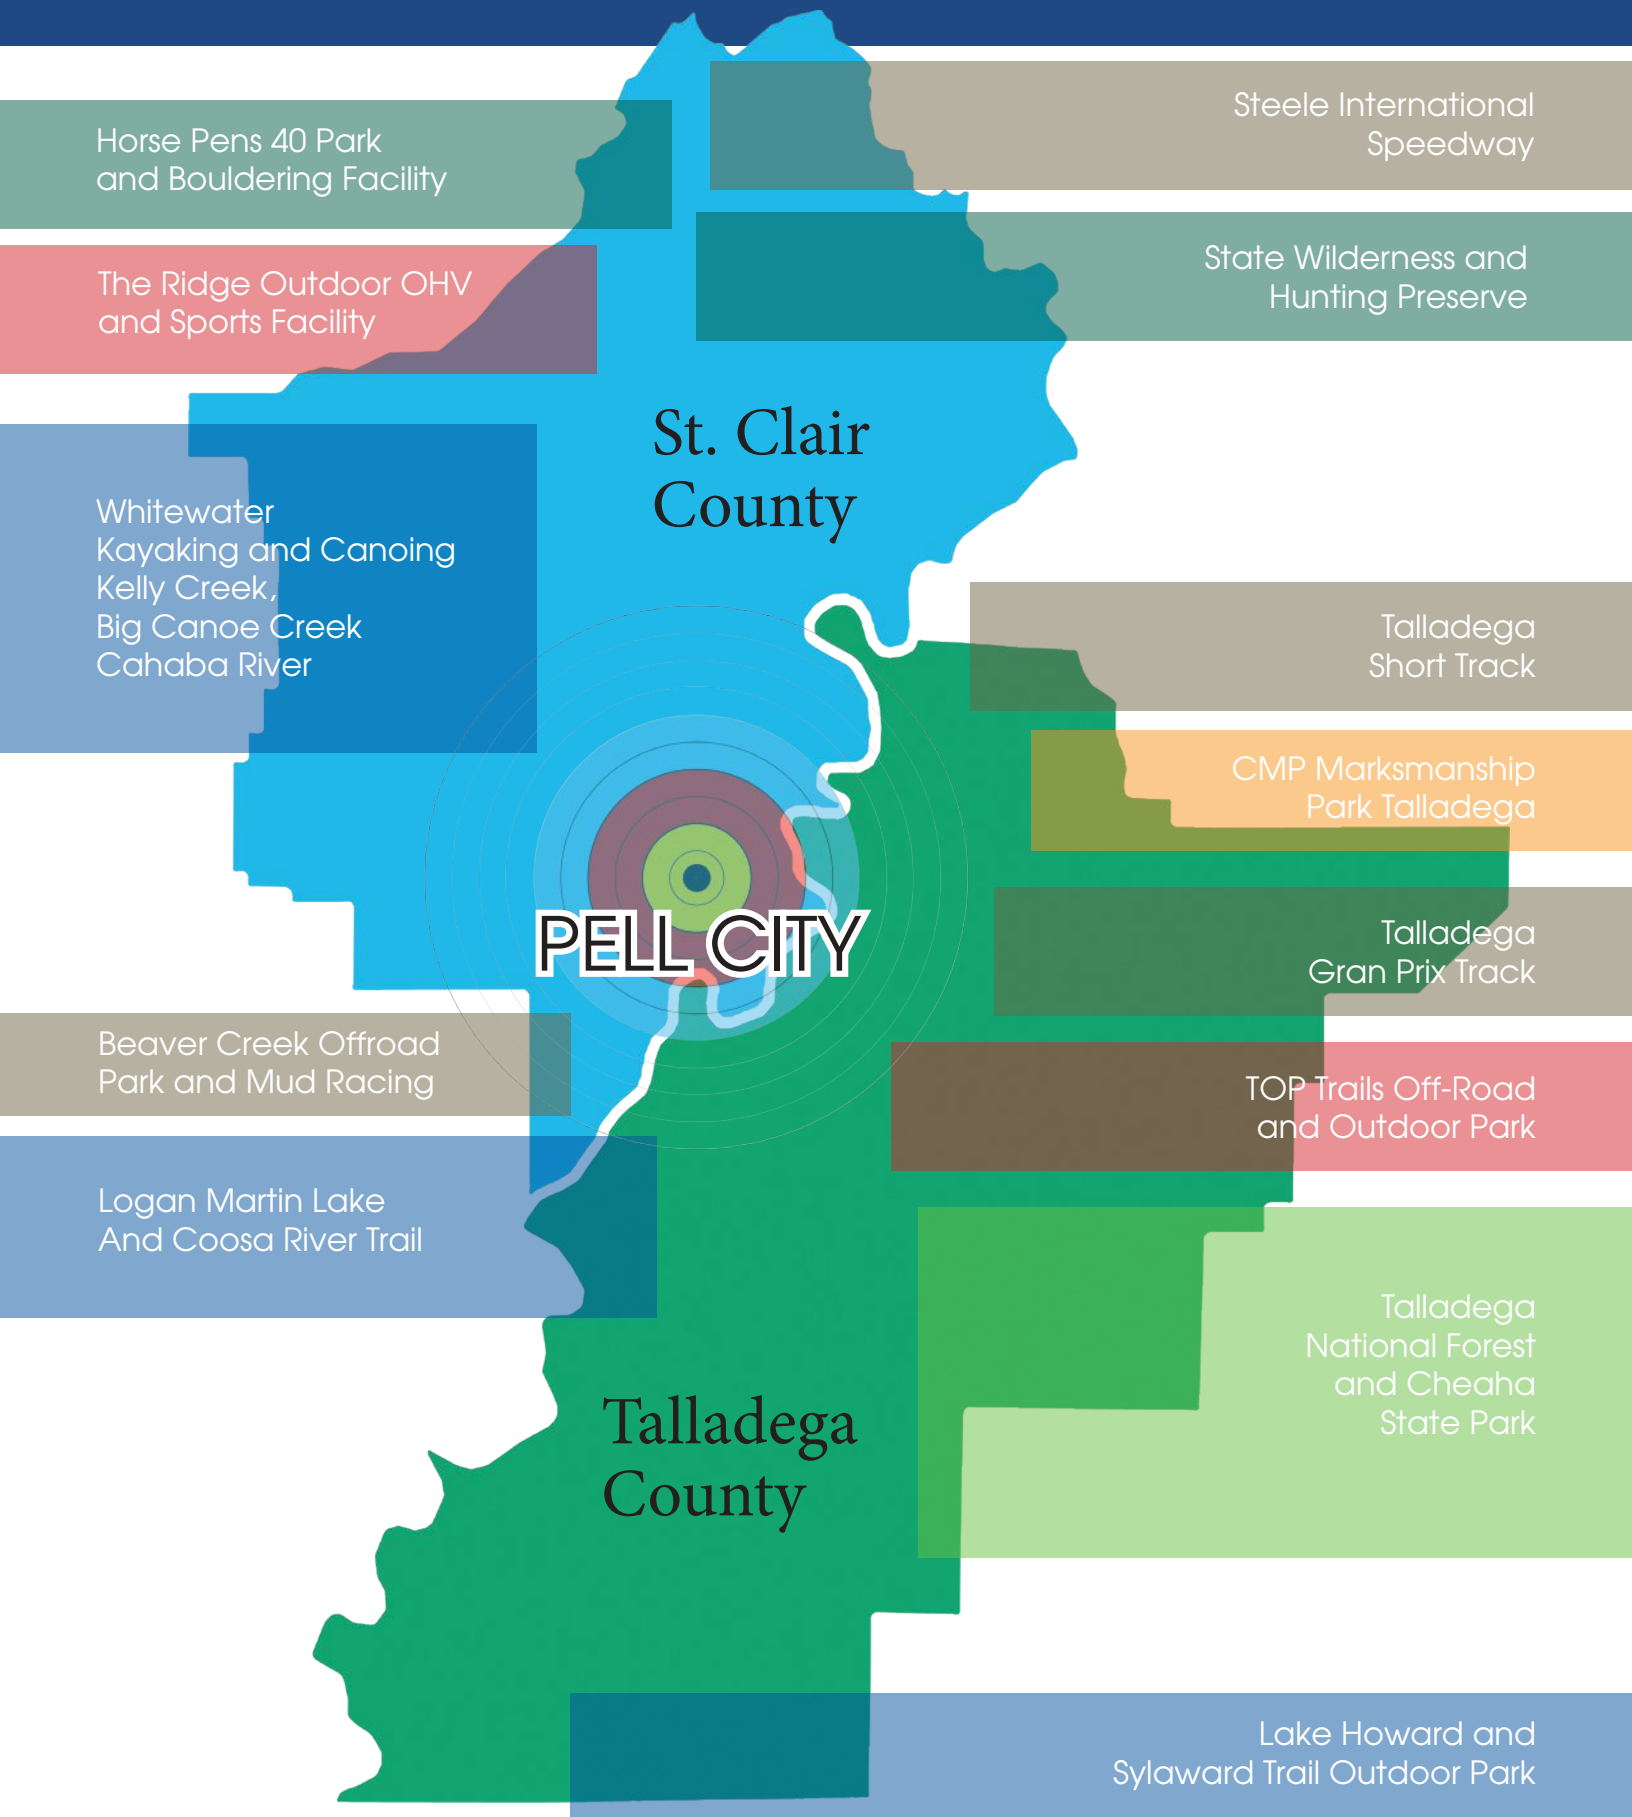 Steele International
Speedway
Horse Pens 40 Park
and Bouldering Facility
State Wilderness and
Hunting Preserve
The Ridge Outdoor OHV
and Sports Facility
St. Clair
County
Whitewater
Kayaking and Canoing
Kelly Creek,
Big Canoe Creek
Cahaba River
Talladega
Short Track
CMP Marksmanship
Park Talladega
PELL CITY
Talladega
Gran Prix Track
Beaver Creek Offroad
Park and Mud Racing
TOP Trails Off-Road
and Outdoor Park
Logan Martin Lake
And Coosa River Trail
Talladega
National Forest
and Cheaha
State Park
Talladega
County
Lake Howard and
Sylaward Trail Outdoor Park